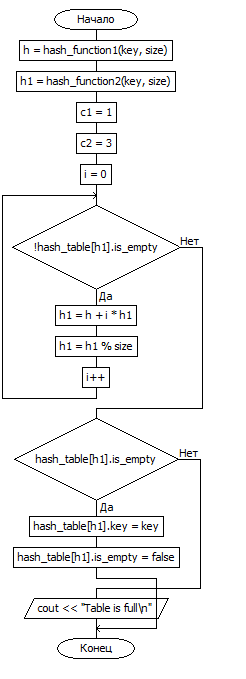 Начало
h = hash_function1(key, size)
h1 = hash_function2(key, size)
c1 = 1
c2 = 3
i = 0
!hash_table[h1].is_empty
Нет
Да
h1 = h + i * h1
h1 = h1 % size
i++
hash_table[h1].is_empty
Нет
Да
hash_table[h1].key = key
hash_table[h1].is_empty = false
cout << "Table is full\n"
Конец